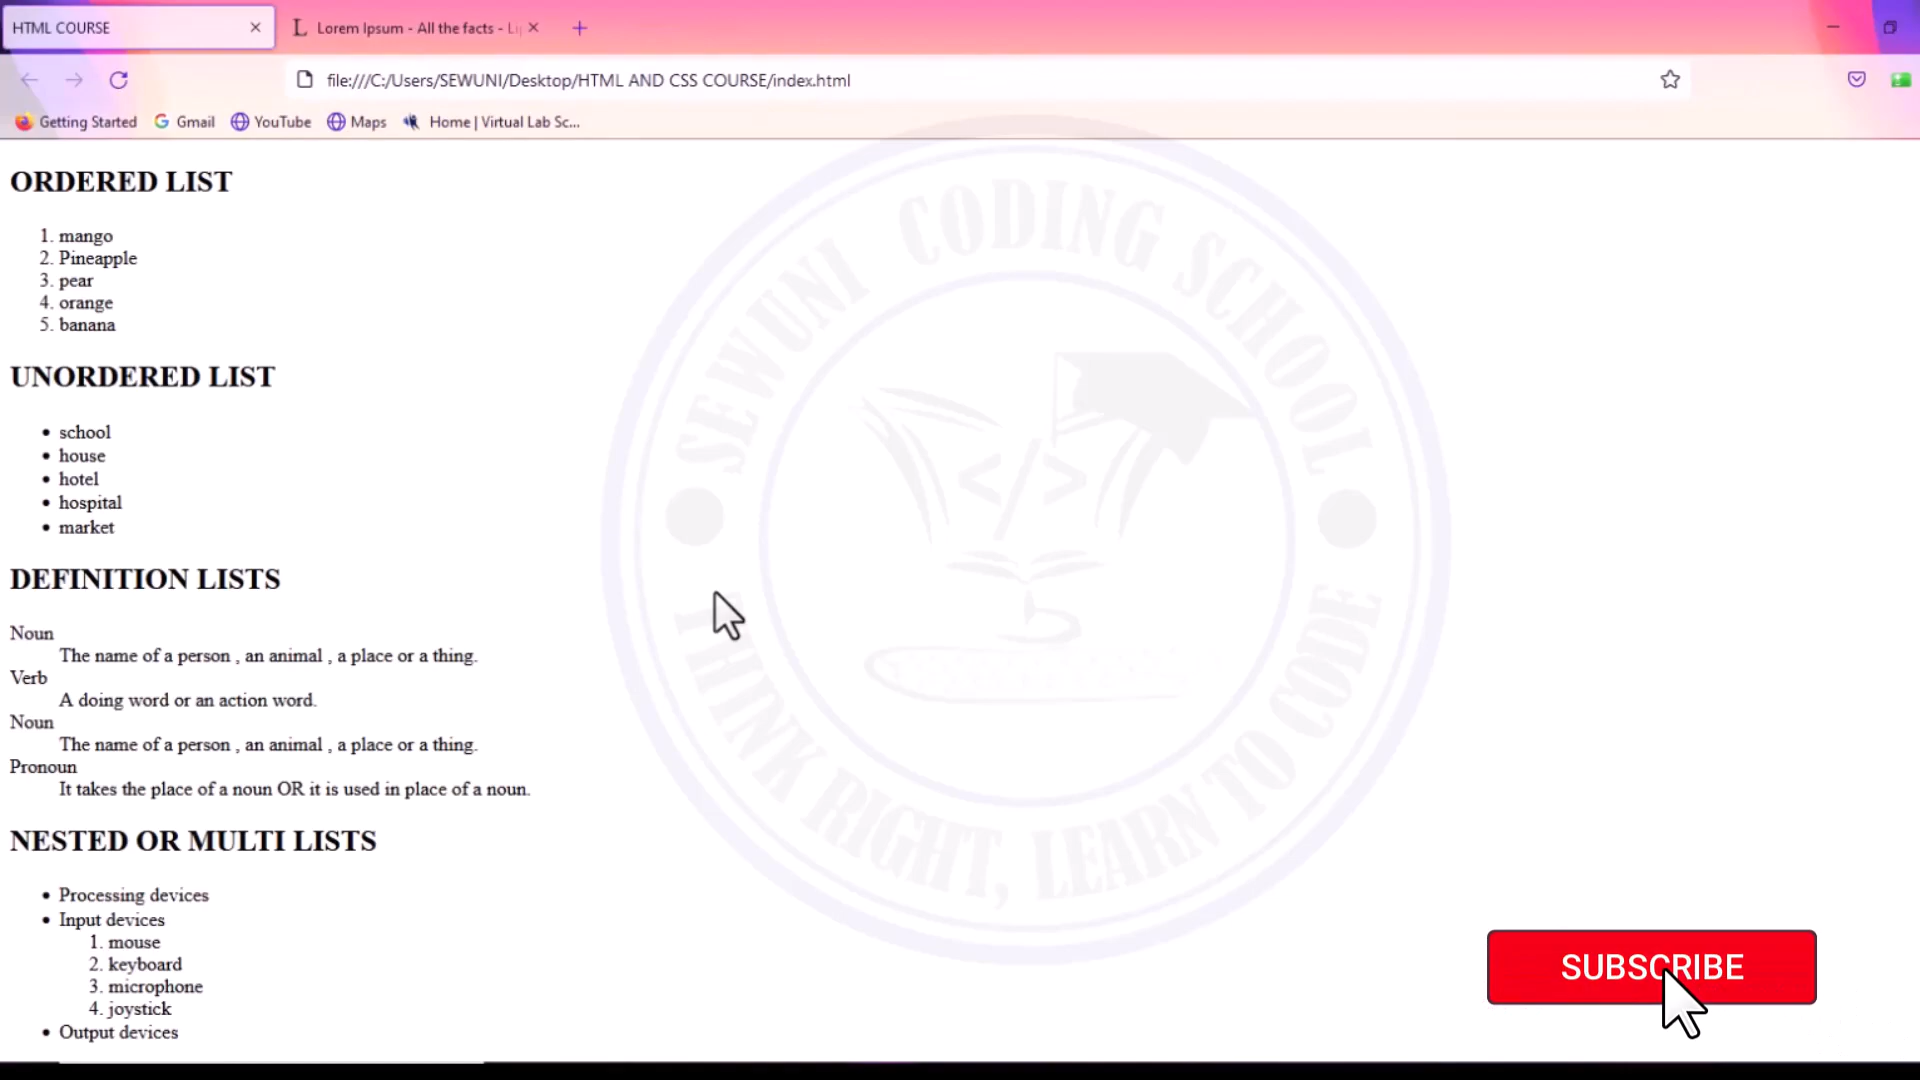 HTML COURSE
Lorem Ipsum - All the facts - Li
file:///C:/Users/SEWUNI/Desktop/HTML AND CSS COURSE/index.html
Getting Started
Gmail
YouTube
Maps
Home | Virtual Lab Sc...
ORDERED LIST
1. mango
2. Pineapple
3. pear
4. orange
5. banana
UNORDERED LIST
• school
• house
• hotel
• hospital
• market
DEFINITION LISTS
Noun
The name of a person , an animal , a place or a thing.
Verb
A doing word or an action word.
Noun
The name of a person , an animal , a place or a thing.
Pronoun
It takes the place of a noun OR it is used in place of a noun.
NESTED OR MULTI LISTS
• Processing devices
• Input devices
1. mouse
2. keyboard
3. microphone
4. joystick
• Output devices
SEWUNI CODING SCHOOL
</>
THINK RIGHT, LEARN TO CODE
SUBSCRIBE